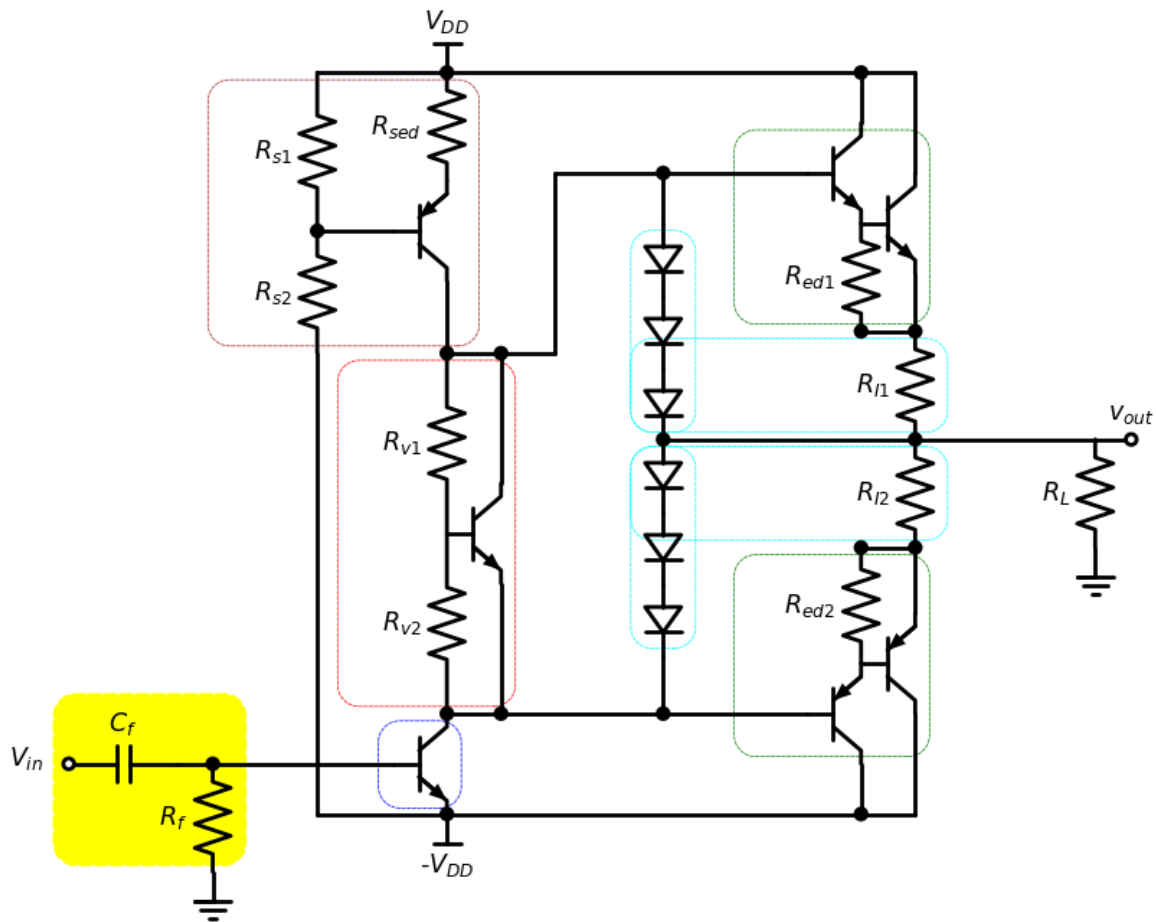 V_DD
R_sed
R_s1
R_s2
R_ed1
R_l1
v_out
R_v1
R_l2
R_L
R_ed2
R_v2
C_f
V_in
R_f
-V_DD